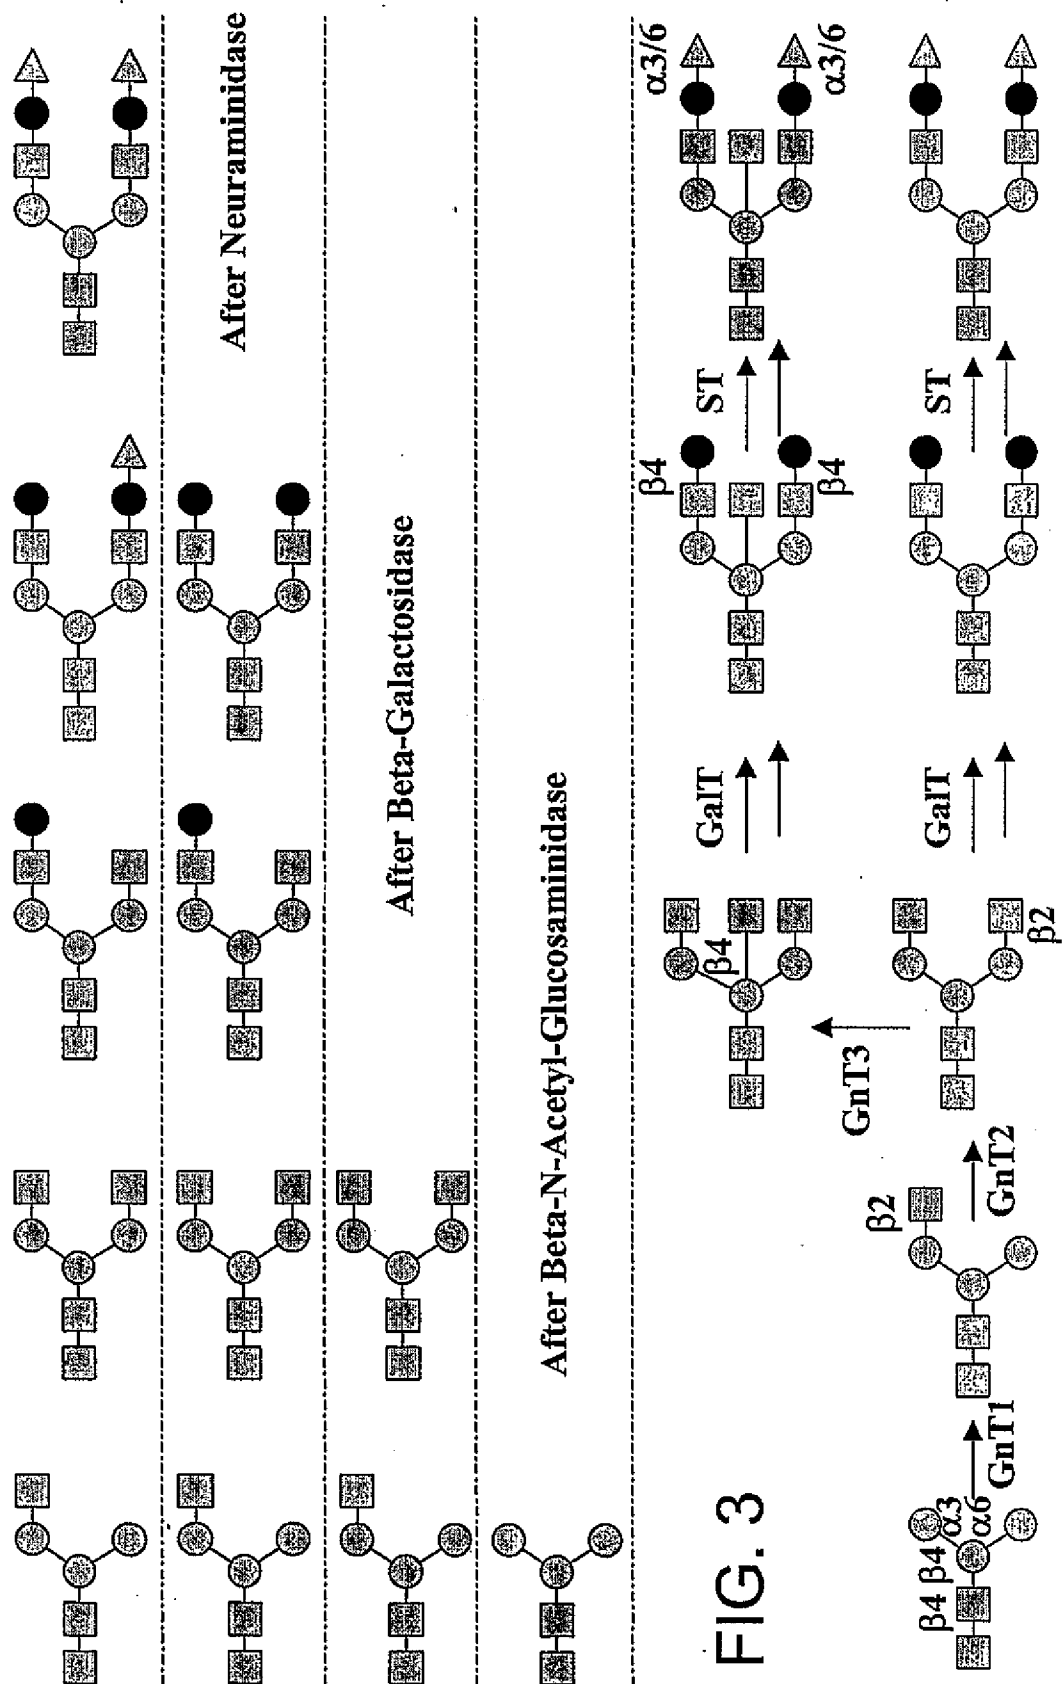 After Neuraminidase
After Beta-Galactosidase
After Beta-N-Acetyl-Glucosaminidase
FIG. 3
β4 β4
α3
α6
GnT1
β2
GnT2
GnT3
β4
β2
GalT
GalT
β4
β4
ST
ST
α3/6
α3/6